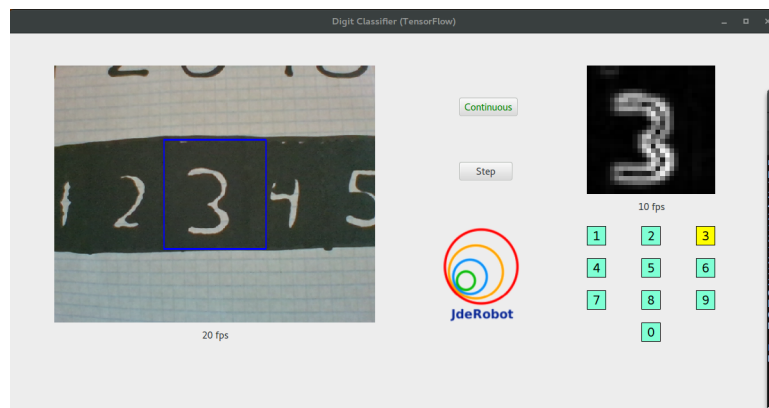 Digit Classifier (TensorFlow)
1 2 3 4 5
20 fps
Continuous
Step
JdeRobot
3
10 fps
1 2 3
4 5 6
7 8 9
0